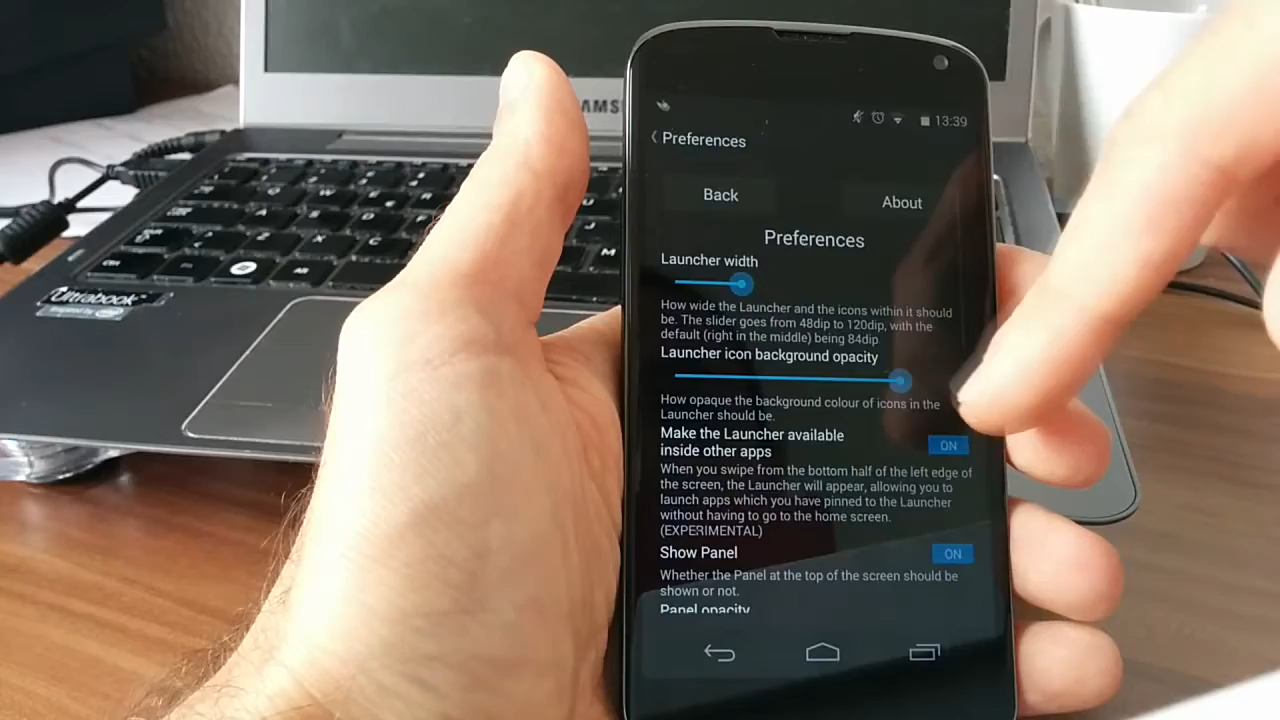 AMS
13:39
Preferences
Back
About
Preferences
Launcher width
How wide the Launcher and the icons within it should
be. The slider goes from 48dip to 120dip, with the
default (right in the middle) being 84dip
Launcher icon background opacity
How opaque the background colour of icons in the
Launcher should be.
Make the Launcher available
inside other apps
ON
When you swipe from the bottom half of the left edge of
the screen, the Launcher will appear, allowing you to
launch apps which you have pinned to the Launcher
without having to go to the home screen.
(EXPERIMENTAL)
Show Panel
ON
Whether the Panel at the top of the screen should be
shown or not.
Panel opacity
Ultrabook